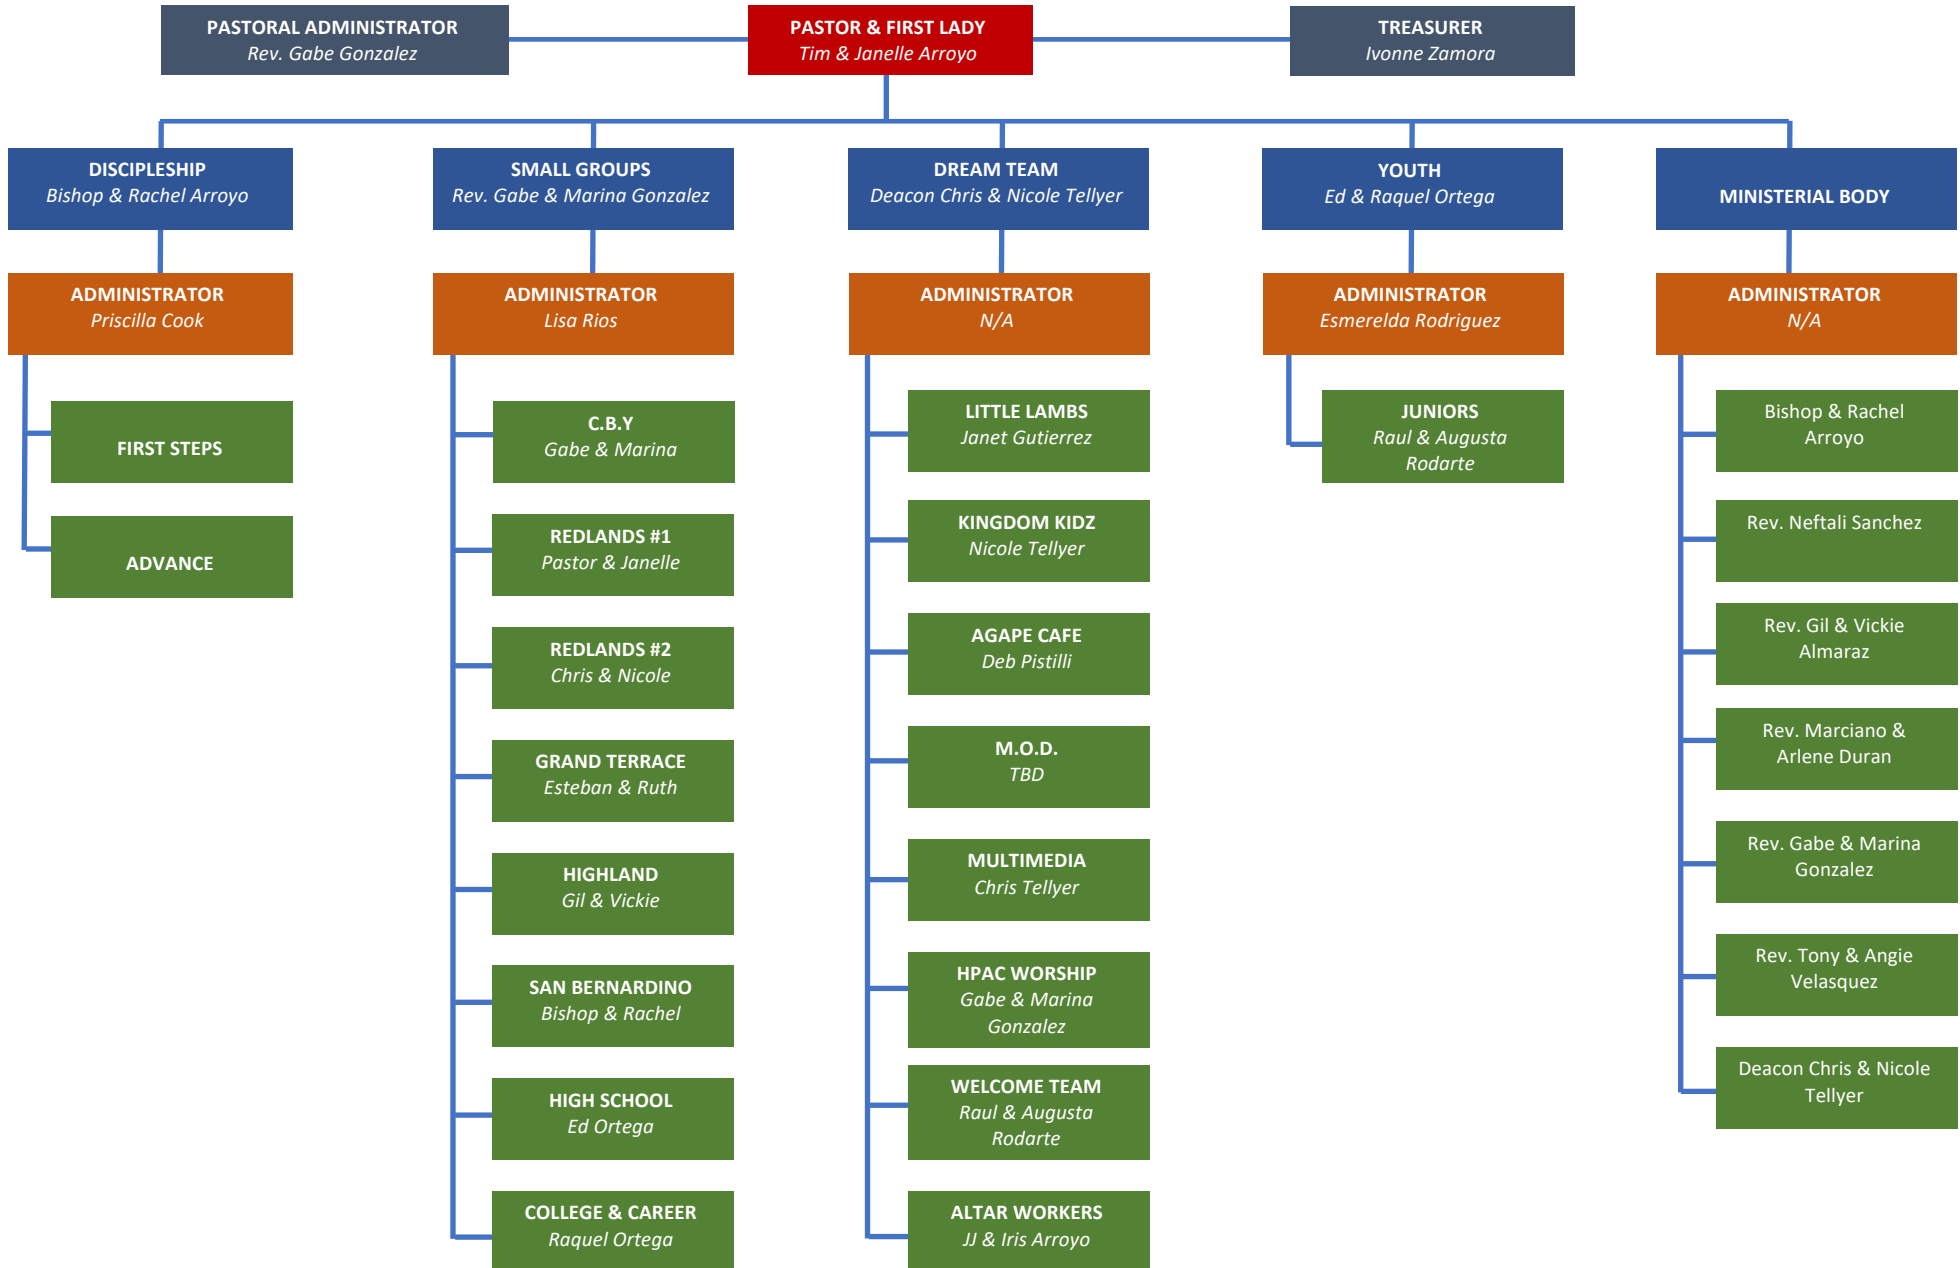 PASTORAL ADMINISTRATOR
Rev. Gabe Gonzalez
PASTOR & FIRST LADY
Tim & Janelle Arroyo
TREASURER
Ivonne Zamora
DISCIPLESHIP
Bishop & Rachel Arroyo
SMALL GROUPS
Rev. Gabe & Marina Gonzalez
DREAM TEAM
Deacon Chris & Nicole Tellyer
YOUTH
Ed & Raquel Ortega
MINISTERIAL BODY
ADMINISTRATOR
Priscilla Cook
ADMINISTRATOR
Lisa Rios
ADMINISTRATOR
N/A
ADMINISTRATOR
Esmerelda Rodriguez
ADMINISTRATOR
N/A
FIRST STEPS
ADVANCE
C.B.Y
Gabe & Marina
REDLANDS #1
Pastor & Janelle
REDLANDS #2
Chris & Nicole
GRAND TERRACE
Esteban & Ruth
HIGHLAND
Gil & Vickie
SAN BERNARDINO
Bishop & Rachel
HIGH SCHOOL
Ed Ortega
COLLEGE & CAREER
Raquel Ortega
LITTLE LAMBS
Janet Gutierrez
KINGDOM KIDZ
Nicole Tellyer
AGAPE CAFE
Deb Pistilli
M.O.D.
TBD
MULTIMEDIA
Chris Tellyer
HPAC WORSHIP
Gabe & Marina
Gonzalez
WELCOME TEAM
Raul & Augusta
Rodarte
ALTAR WORKERS
JJ & Iris Arroyo
JUNIORS
Raul & Augusta
Rodarte
Bishop & Rachel
Arroyo
Rev. Neftali Sanchez
Rev. Gil & Vickie
Almaraz
Rev. Marciano &
Arlene Duran
Rev. Gabe & Marina
Gonzalez
Rev. Tony & Angie
Velasquez
Deacon Chris & Nicole
Tellyer